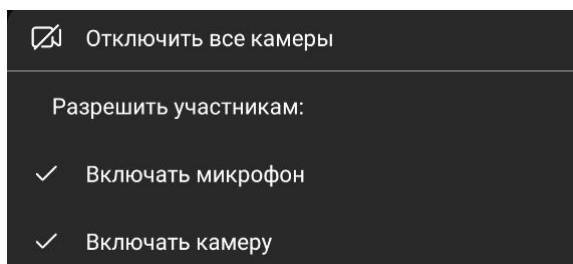 Отключить все камеры
Разрешить участникам:
Включать микрофон
Включать камеру